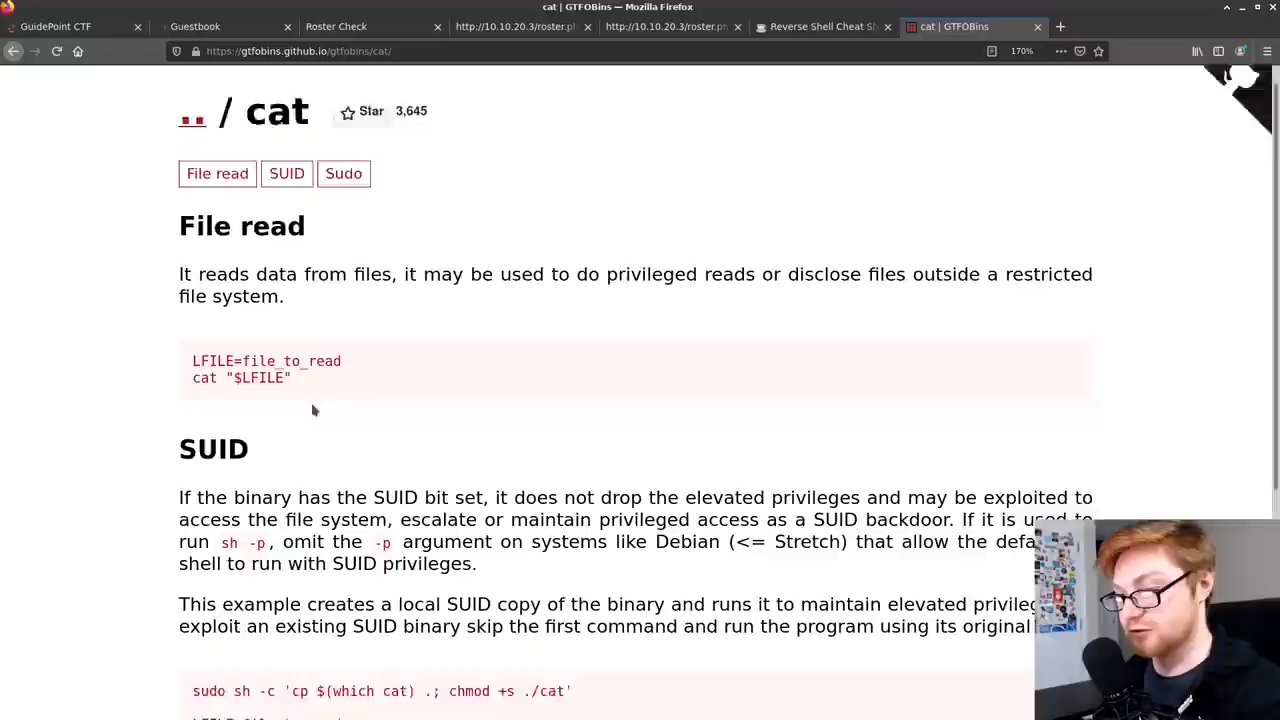 cat | GTFOBins — Mozilla Firefox
GuidePoint CTF
Guestbook
Roster Check
http://10.10.20.3/roster.ph
http://10.10.20.3/roster.pn
Reverse Shell Cheat Sh
cat | GTFOBins
https://gtfobins.github.io/gtfobins/cat/
170%
.. / cat
Star 3,645
File read SUID Sudo
File read
It reads data from files, it may be used to do privileged reads or disclose files outside a restricted
file system.
LFILE=file_to_read
cat "$LFILE"
SUID
If the binary has the SUID bit set, it does not drop the elevated privileges and may be exploited to
access the file system, escalate or maintain privileged access as a SUID backdoor. If it is used to
run sh -p, omit the -p argument on systems like Debian (<= Stretch) that allow the defa
shell to run with SUID privileges.
This example creates a local SUID copy of the binary and runs it to maintain elevated privileg
exploit an existing SUID binary skip the first command and run the program using its original
sudo sh -c 'cp $(which cat) .; chmod +s ./cat'